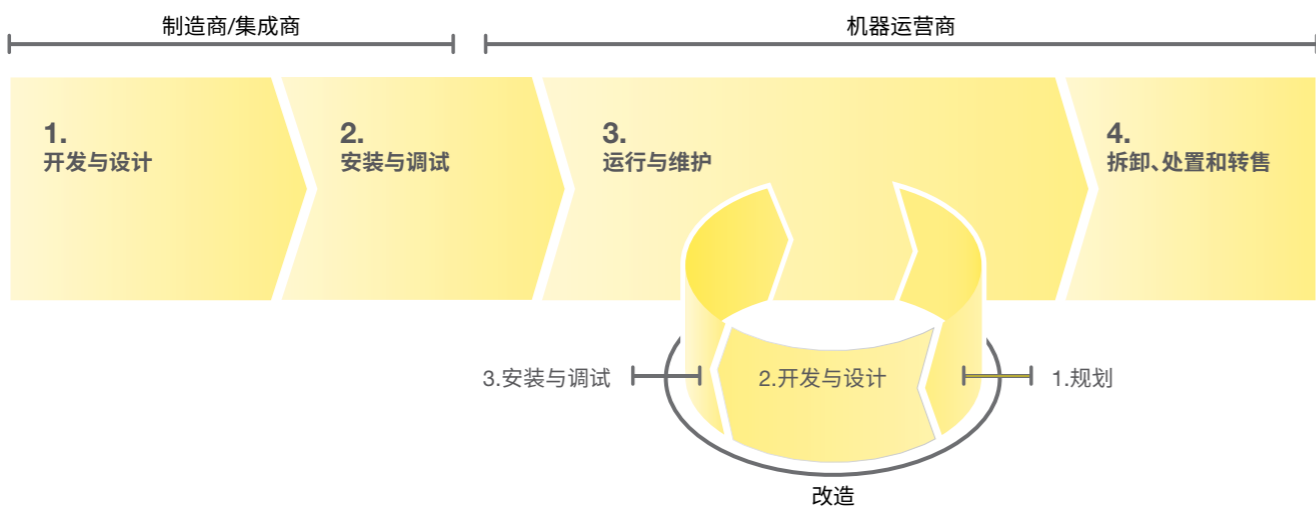 制造商/集成商
机器运营商
1.
开发与设计
2.
安装与调试
3.
运行与维护
4.
拆卸、处置和转售
3.安装与调试
2.开发与设计
1.规划
改造